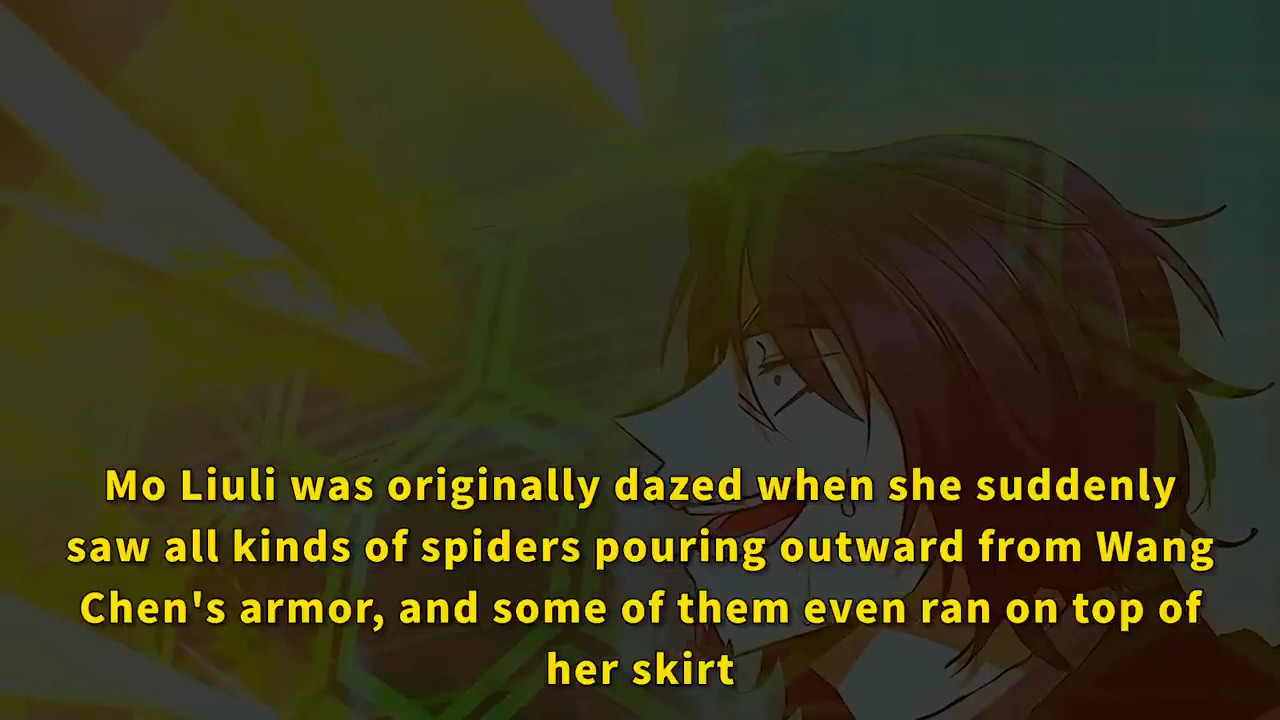 Mo Liuli was originally dazed when she suddenly
saw all kinds of spiders pouring outward from Wang
Chen's armor, and some of them even ran on top of
her skirt